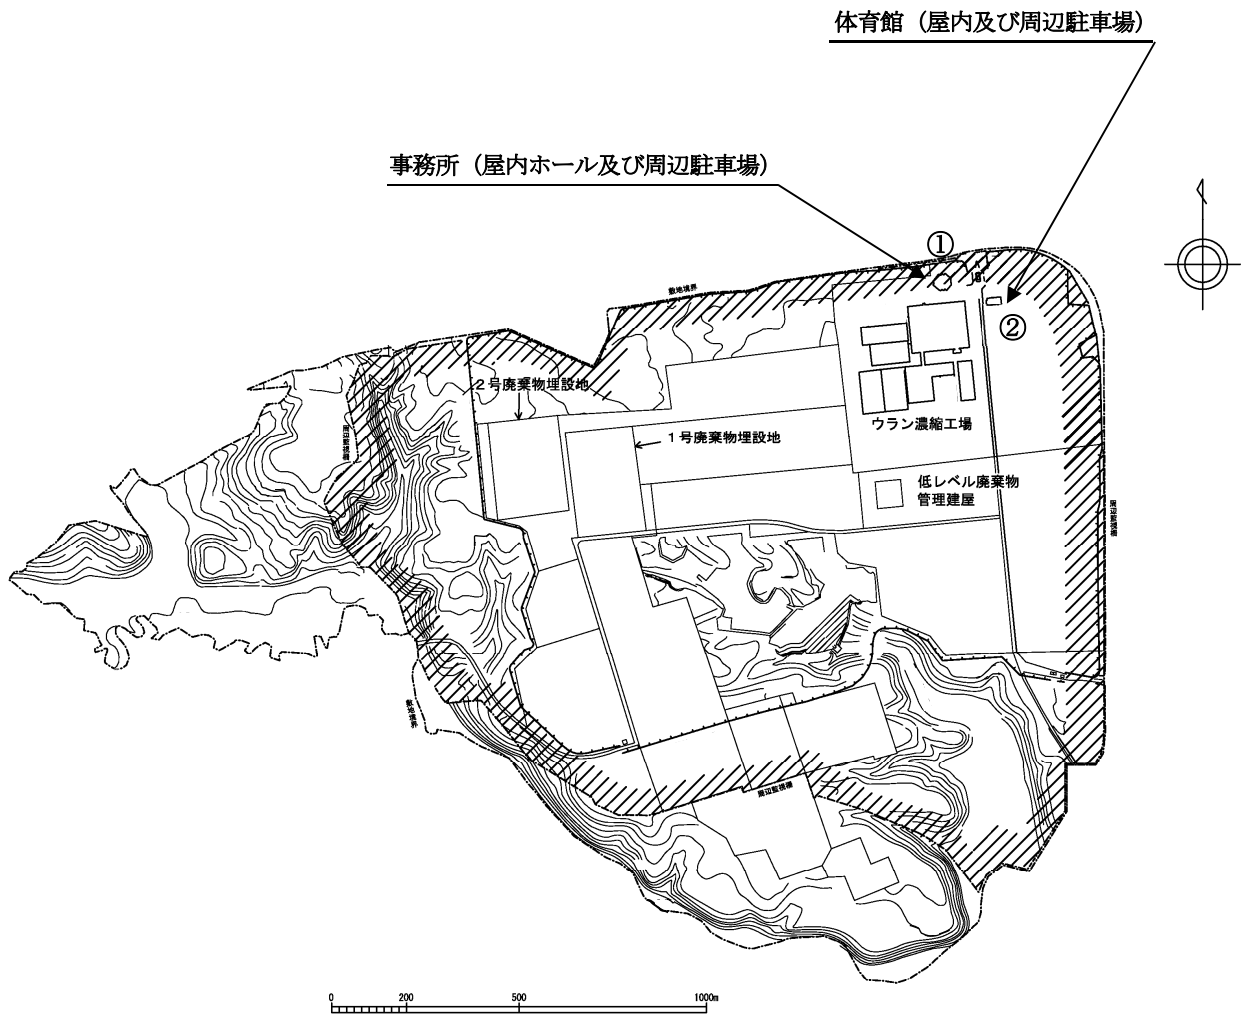 体育館（屋内及び周辺駐車場）
事務所（屋内ホール及び周辺駐車場）
①
②
敷地境界
２号廃棄物埋設地
１号廃棄物埋設地
ウラン濃縮工場
低レベル廃棄物
管理建屋
周辺監視柵
周辺監視柵
敷地境界
周辺監視柵
0 200 500 1000m